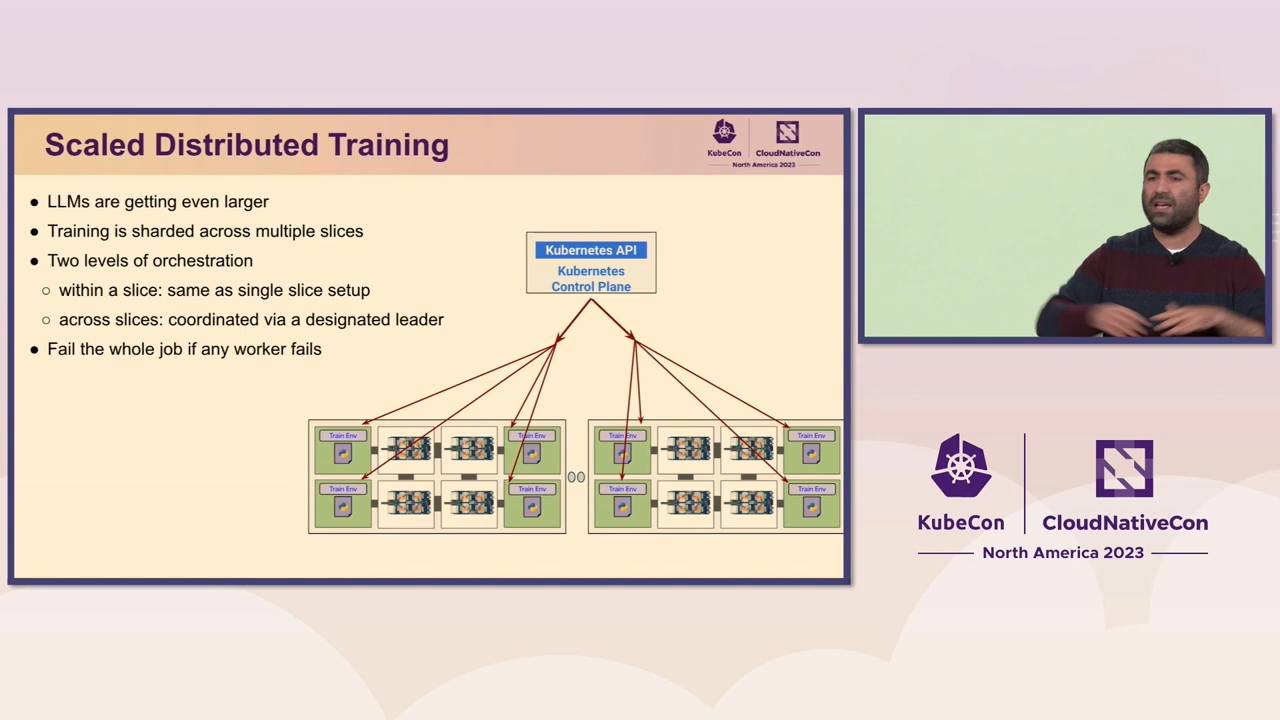 Scaled Distributed Training
KubeCon
CloudNativeCon
North America 2023
● LLMs are getting even larger
● Training is sharded across multiple slices
● Two levels of orchestration
○ within a slice: same as single slice setup
○ across slices: coordinated via a designated leader
● Fail the whole job if any worker fails
Kubernetes API
Kubernetes
Control Plane
Train Env
Train Env
Train Env
Train Env
Train Env
Train Env
Train Env
Train Env
KubeCon
CloudNativeCon
North America 2023